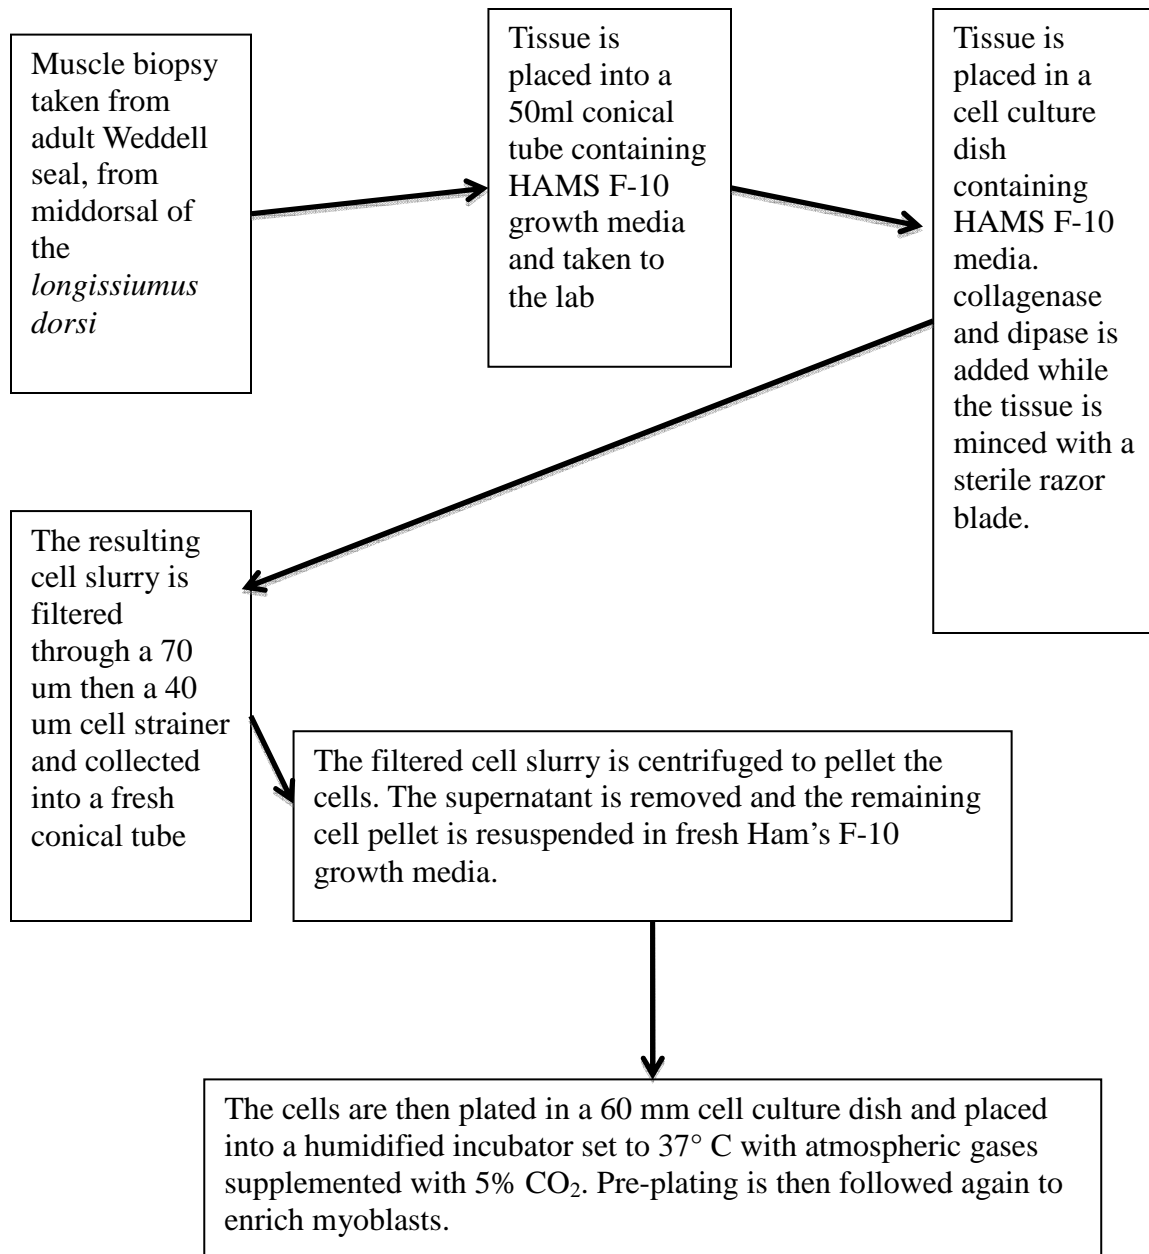 Muscle biopsy
taken from
adult Weddell
seal, from
middorsal of
the
longissiumus
dorsi
Tissue is
placed into a
50ml conical
tube containing
HAMS F-10
growth media
and taken to
the lab
Tissue is
placed in a
cell culture
dish
containing
HAMS F-10
media.
collagenase
and dipase is
added while
the tissue is
minced with a
sterile razor
blade.
The resulting
cell slurry is
filtered
through a 70
um then a 40
um cell strainer
and collected
into a fresh
conical tube
The filtered cell slurry is centrifuged to pellet the
cells. The supernatant is removed and the remaining
cell pellet is resuspended in fresh Ham’s F-10
growth media.
The cells are then plated in a 60 mm cell culture dish and placed
into a humidified incubator set to 37° C with atmospheric gases
supplemented with 5% CO₂. Pre-plating is then followed again to
enrich myoblasts.